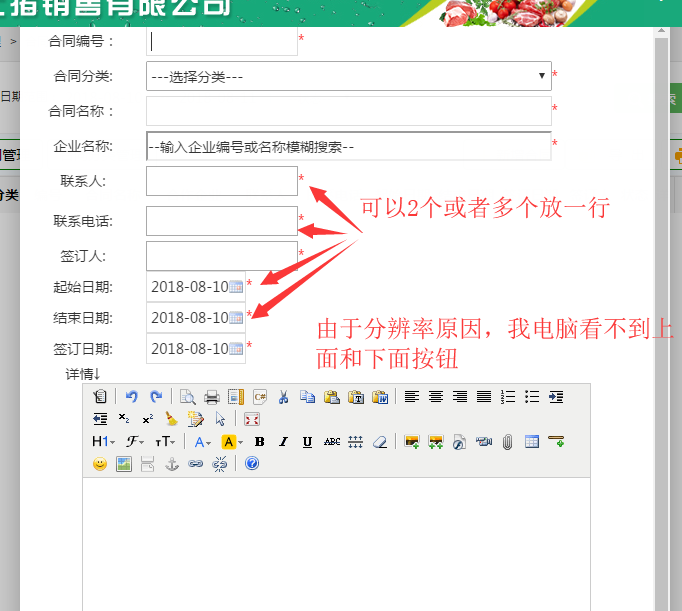 销售有限公司
>
合同编号： *
日期
合同分类: ---选择分类--- *
合同名称： *
企业名称: --输入企业编号或名称模糊搜索-- *
联系人: *
分类
可以2个或者多个放一行
联系电话: *
签订人: *
起始日期: 2018-08-10 *
结束日期: 2018-08-10 *
由于分辨率原因，我电脑看不到上
面和下面按钮
签订日期: 2018-08-10 *
详情↓
H1 F TT A A B I U ABC